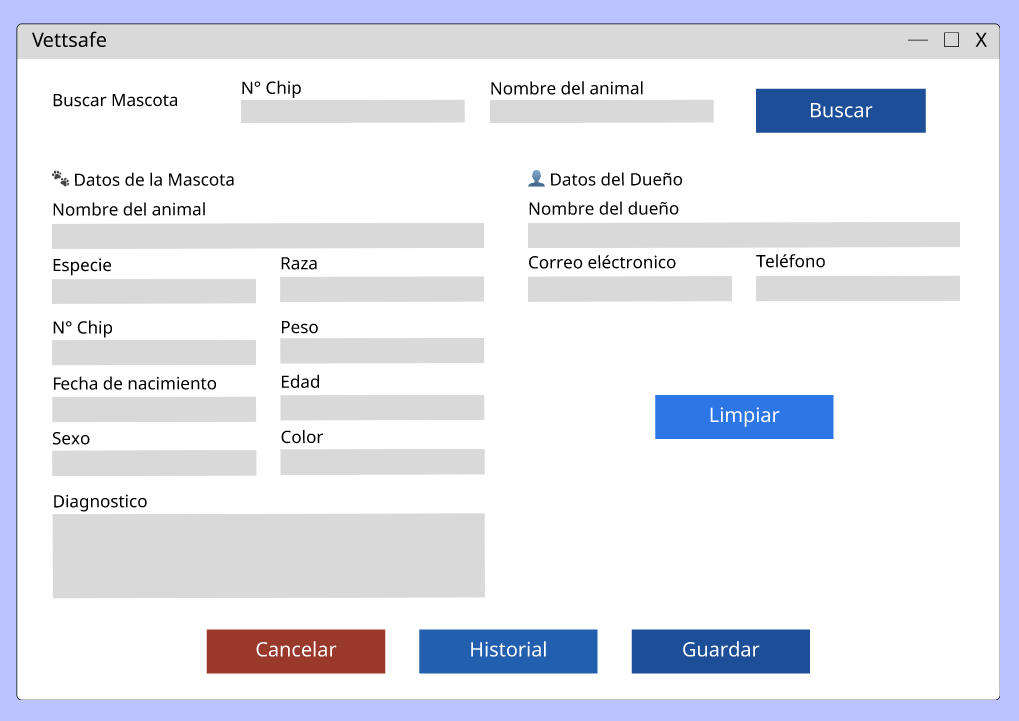 Vettsafe
X
Buscar Mascota
N° Chip
Nombre del animal
Buscar
Datos de la Mascota
Nombre del animal
Especie
Raza
N° Chip
Peso
Fecha de nacimiento
Edad
Sexo
Color
Diagnostico
Datos del Dueño
Nombre del dueño
Correo eléctronico
Teléfono
Limpiar
Cancelar
Historial
Guardar